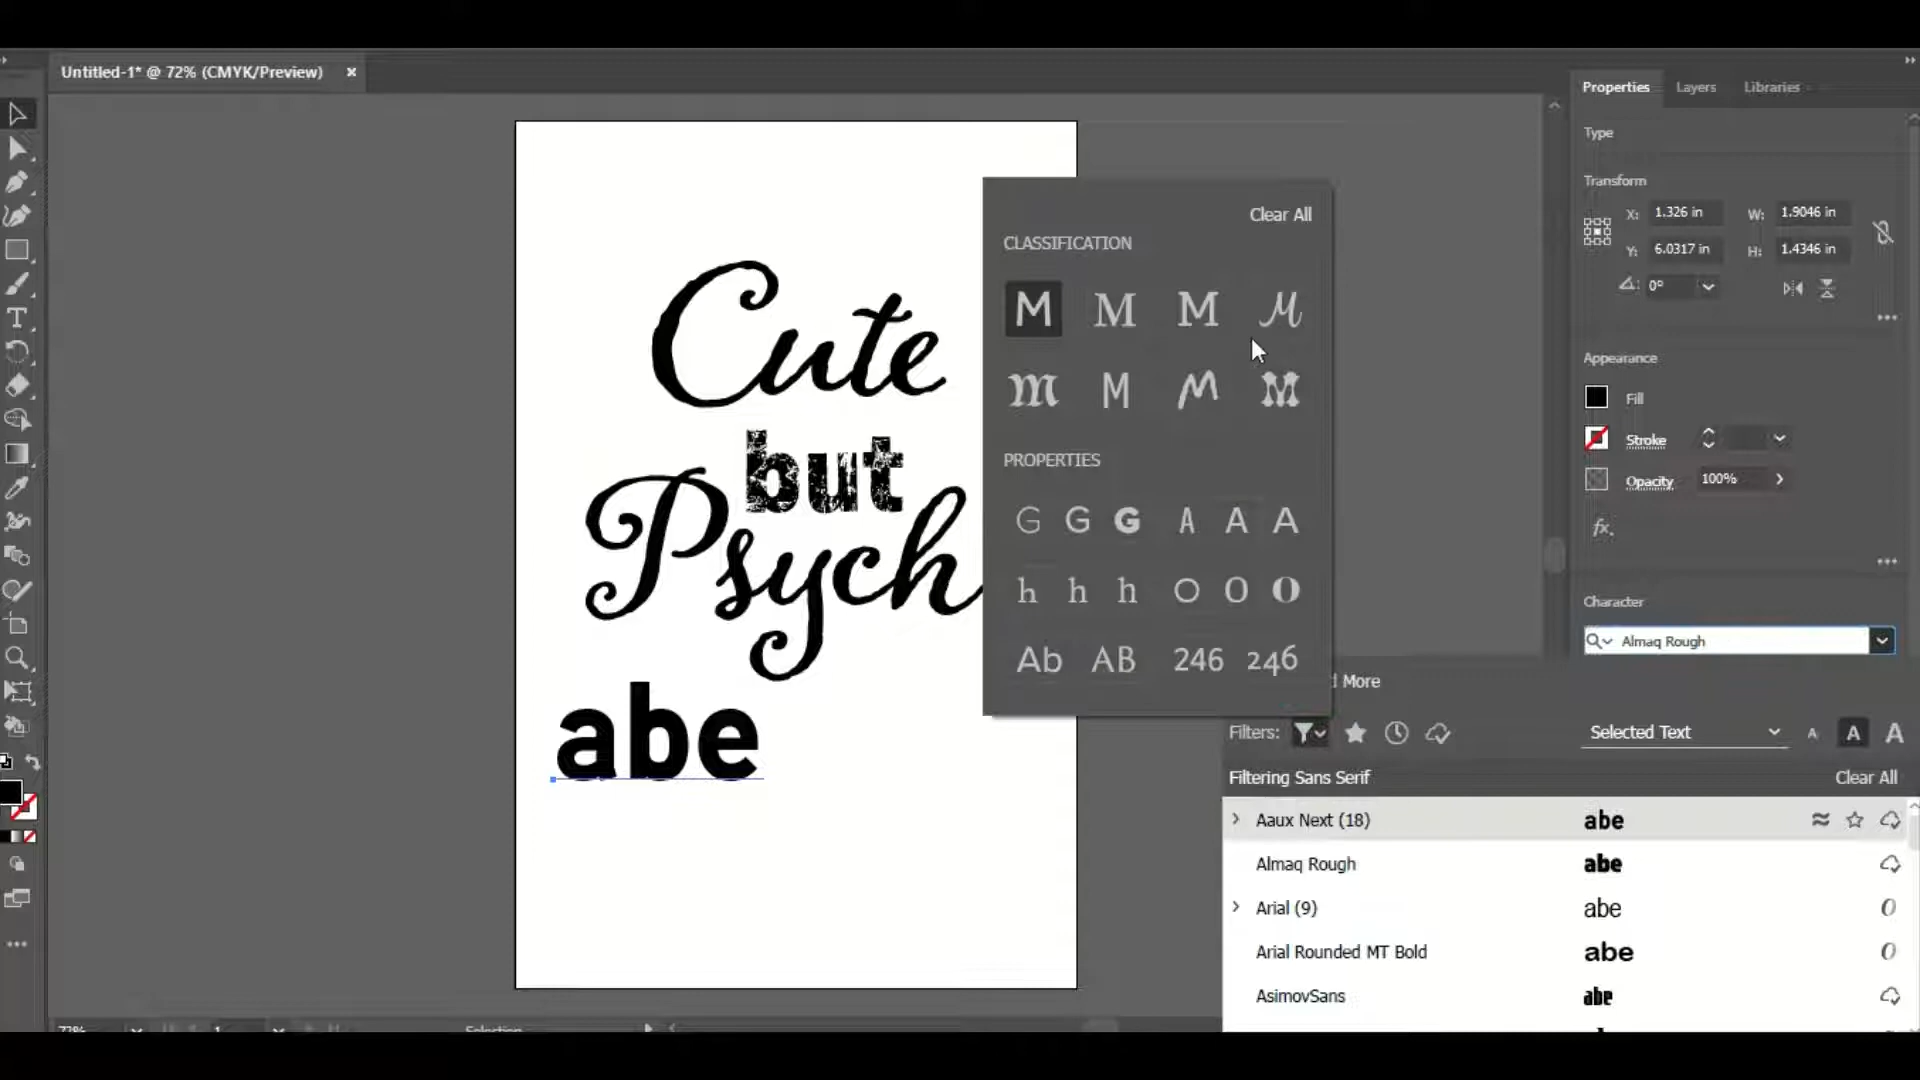 Untitled-1* @ 72% (CMYK/Preview) ×
Properties Layers Libraries
Type
Transform
X: 1.326 in W: 1.9046 in
Y: 6.0317 in H: 1.4346 in
0°
Appearance
Fill
Stroke
Opacity 100%
fx.
Character
Almaq Rough
Clear All
CLASSIFICATION
M M M M
M M M M
PROPERTIES
G G G A A A
h h h O O O
Ab AB 246 246
Cute
but
Psych
abe
More
Filters: Selected Text A A A
Filtering Sans Serif Clear All
Aaux Next (18) abe
Almaq Rough abe
Arial (9) abe
Arial Rounded MT Bold abe
AsimovSans abe
72% 1 Selection